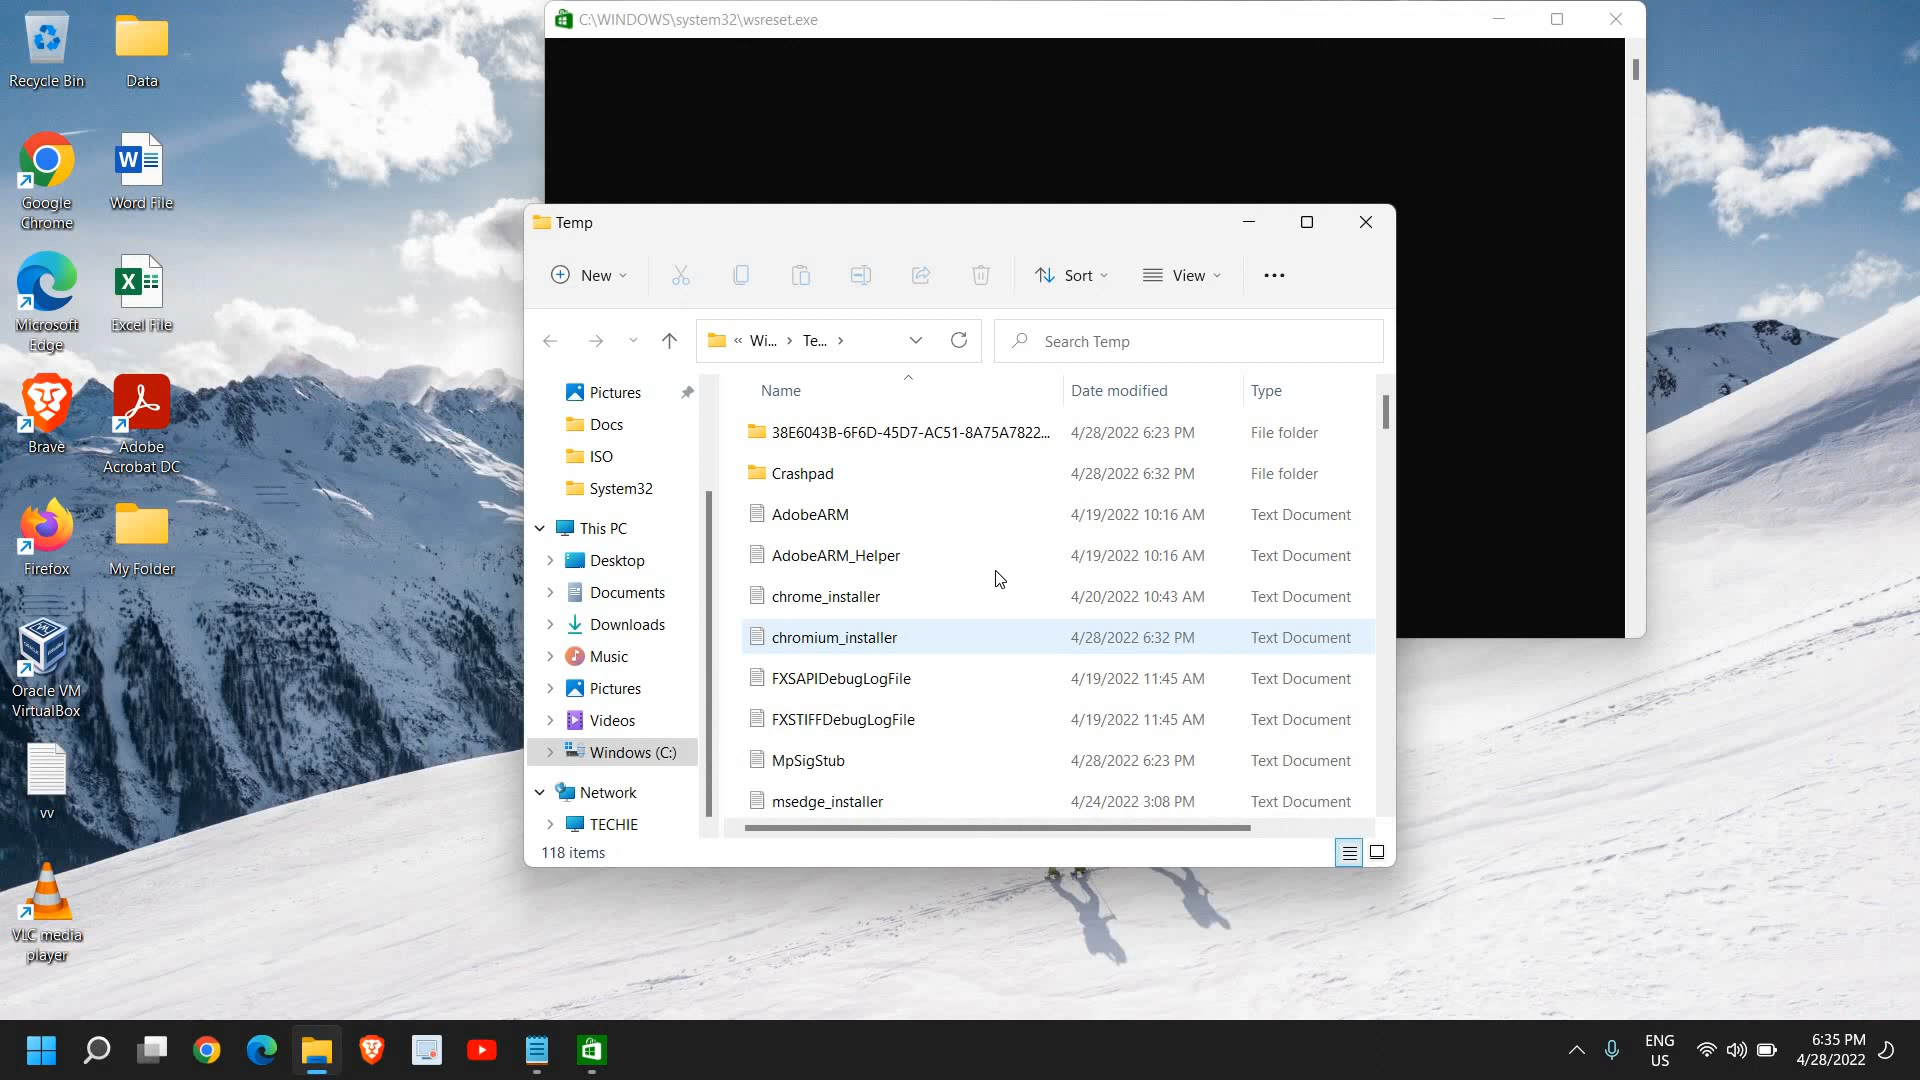 Recycle Bin
Data
Google
Chrome
Word File
Microsoft
Edge
Excel File
Brave
Adobe
Acrobat DC
Firefox
My Folder
Oracle VM
VirtualBox
vv
VLC media
player
C:\WINDOWS\system32\wsreset.exe
Temp
New
Sort
View
« Wi... › Te... ›
Search Temp
Pictures
Docs
ISO
System32
This PC
Desktop
Documents
Downloads
Music
Pictures
Videos
Windows (C:)
Network
TECHIE
Name Date modified Type
38E6043B-6F6D-45D7-AC51-8A75A7822... 4/28/2022 6:23 PM File folder
Crashpad 4/28/2022 6:32 PM File folder
AdobeARM 4/19/2022 10:16 AM Text Document
AdobeARM_Helper 4/19/2022 10:16 AM Text Document
chrome_installer 4/20/2022 10:43 AM Text Document
chromium_installer 4/28/2022 6:32 PM Text Document
FXSAPIDebugLogFile 4/19/2022 11:45 AM Text Document
FXSTIFFDebugLogFile 4/19/2022 11:45 AM Text Document
MpSigStub 4/28/2022 6:23 PM Text Document
msedge_installer 4/24/2022 3:08 PM Text Document
118 items
ENG
US
6:35 PM
4/28/2022